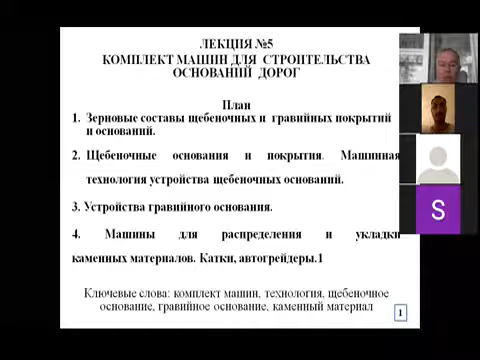 ЛЕКЦИЯ №5
КОМПЛЕКТ МАШИН ДЛЯ СТРОПТЕЛЬСТВА
ОСНОВАНИЙ ДОРОГ
План
1. Зерновые составы щебеночных и гравийных покрытий
и оснований.
2. Щебеночные основания и покрытия. Машинная
технология устройства щебеночных оснований.
3. Устройства гравийного основания.
4. Машины для распределения и укладки
каменных материалов. Катки, автогрейдеры.1
Ключевые слова: комплект машин, технология, щебеночное
основание, гравийное основание, каменный материал
1
S